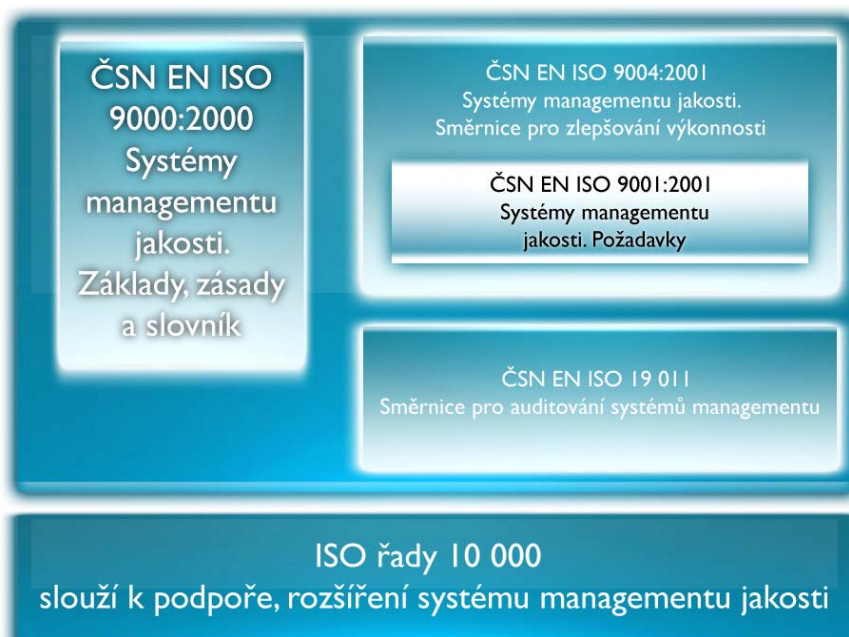 ČSN EN ISO
9000:2000
Systémy
managementu
jakosti.
Základy, zásady
a slovník
ČSN EN ISO 9004:2001
Systémy managementu jakosti.
Směrnice pro zlepšování výkonnosti
ČSN EN ISO 9001:2001
Systémy managementu
jakosti. Požadavky
ČSN EN ISO 19 011
Směrnice pro auditování systémů managementu
ISO řady 10 000
slouží k podpoře, rozšíření systému managementu jakosti